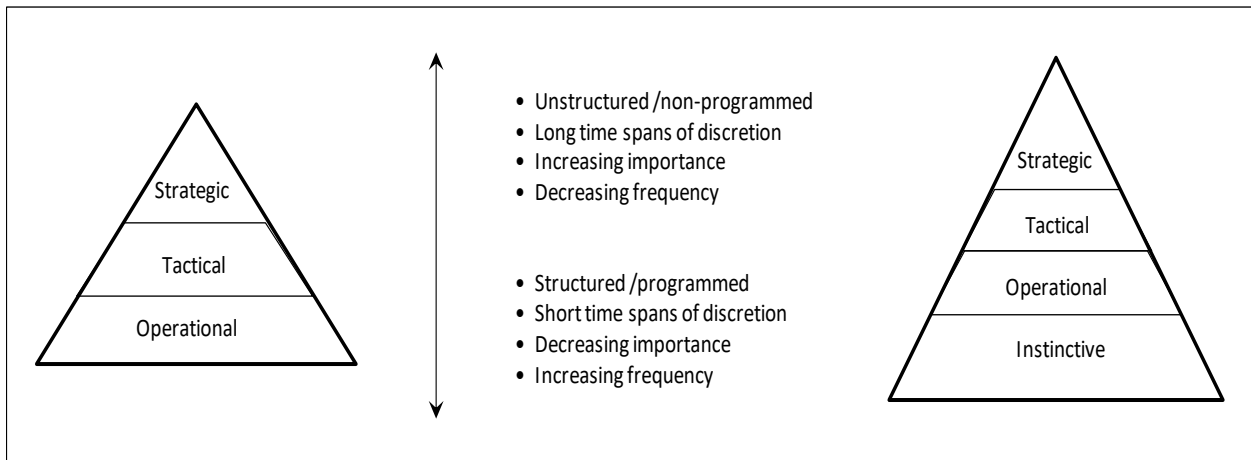 Strategic
Tactical
Operational
• Unstructured /non-programmed
• Long time spans of discretion
• Increasing importance
• Decreasing frequency
• Structured /programmed
• Short time spans of discretion
• Decreasing importance
• Increasing frequency
Strategic
Tactical
Operational
Instinctive